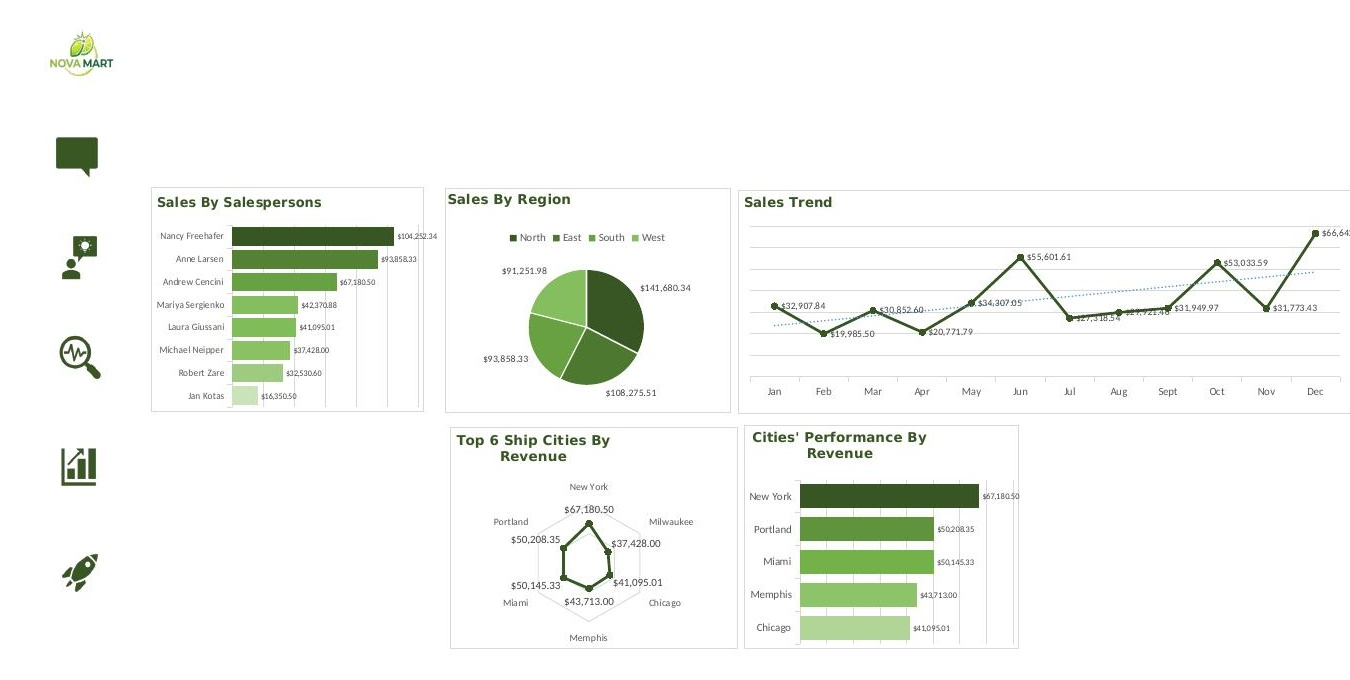 NOVA MART
Sales By Salespersons
Nancy Freehafer $104,252.34
Anne Larsen $93,858.33
Andrew Cencini $67,180.50
Mariya Sergienko $42,370.88
Laura Giussani $41,095.01
Michael Neipper $37,428.00
Robert Zare $32,530.60
Jan Kotas $16,350.50
Sales By Region
North East South West
$91,251.98
$141,680.34
$93,858.33
$108,275.51
Sales Trend
$32,907.84
$19,985.50
$30,852.60
$20,771.79
$34,307.05
$55,601.61
$27,318.54
$31,949.97
$53,033.59
$31,773.43
Jan Feb Mar Apr May Jun Jul Aug Sept Oct Nov Dec
Top 6 Ship Cities By
Revenue
New York
$67,180.50
Portland
Milwaukee
$50,208.35
$37,428.00
$50,145.33
$41,095.01
Miami
$43,713.00
Chicago
Memphis
Cities' Performance By
Revenue
New York $67,180.50
Portland $50,208.35
Miami $50,145.33
Memphis $43,713.00
Chicago $41,095.01